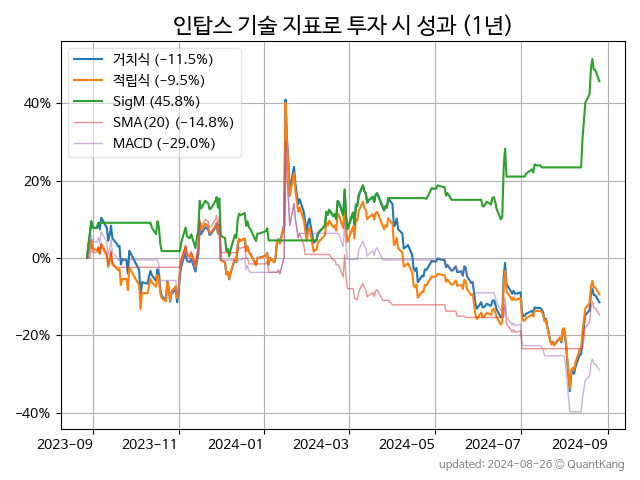 인탑스 기술 지표로 투자 시 성과 (1년)
거치식 (−11.5%)
적립식 (−9.5%)
SigM (45.8%)
SMA(20) (−14.8%)
MACD (−29.0%)
40%
20%
0%
−20%
−40%
2023-09 2023-11 2024-01 2024-03 2024-05 2024-07 2024-09
updated: 2024-08-26 © QuantKang